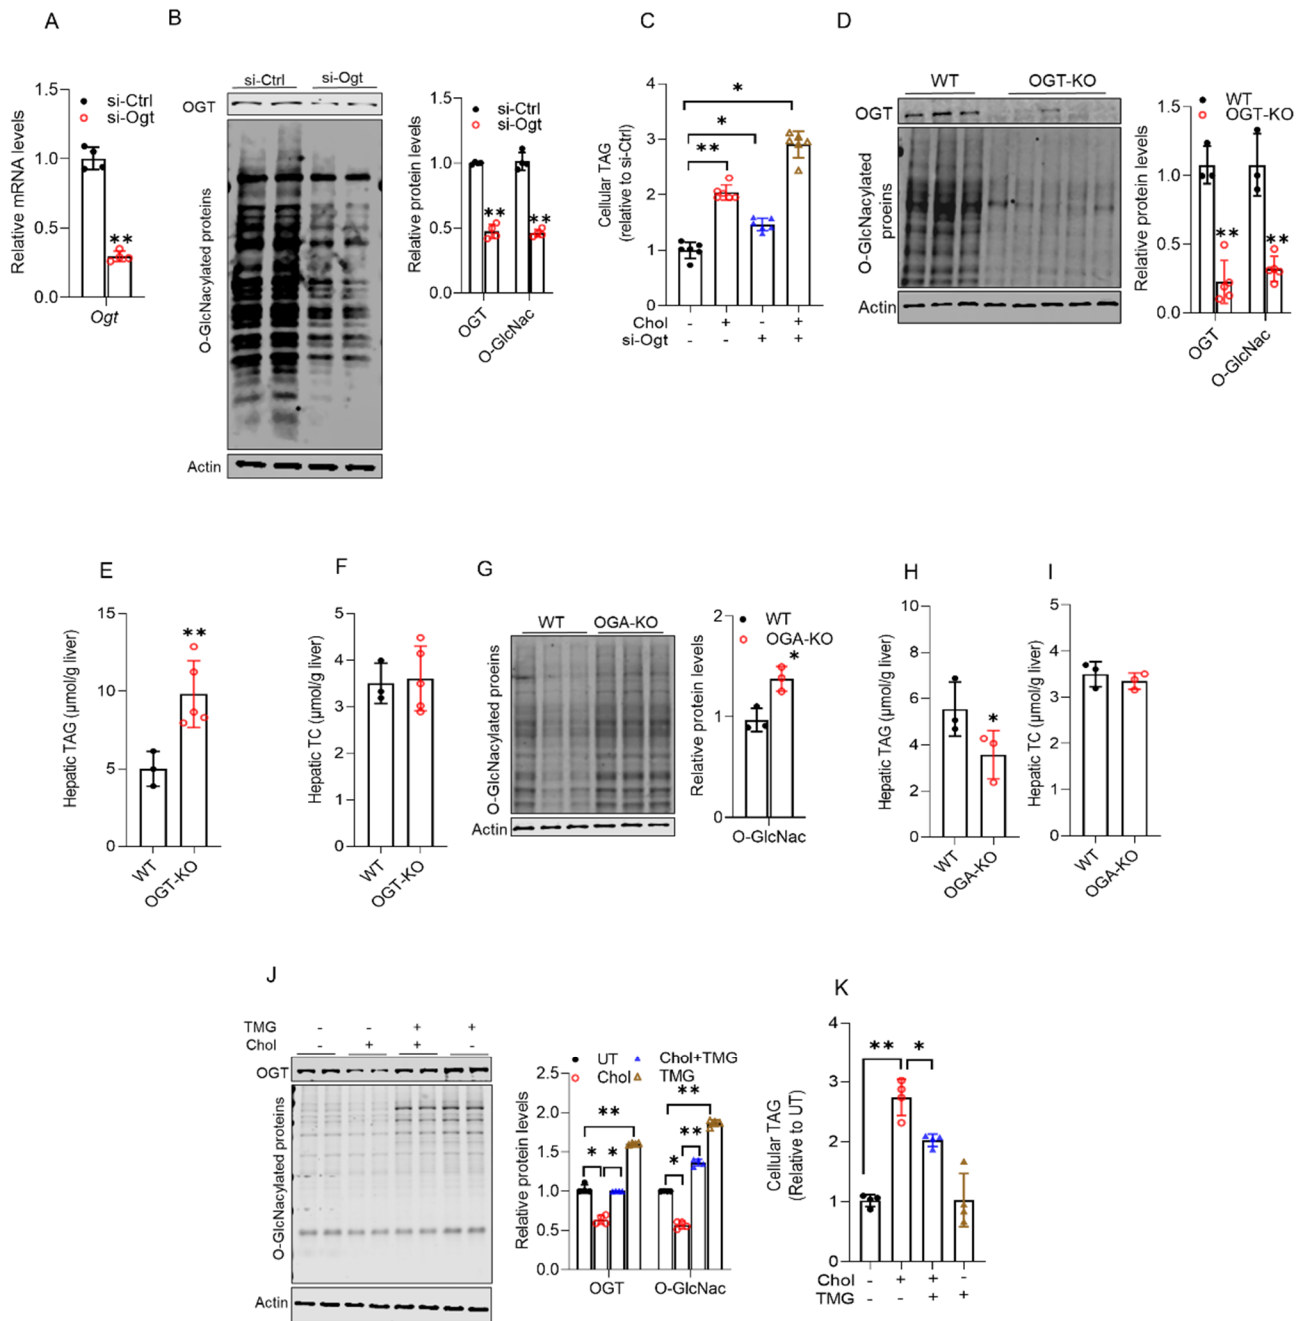 A
Relative mRNA levels
1.5
1.0
0.5
0.0
si-Ctrl
si-Ogt
**
Ogt
B
si-Ctrl si-Ogt
OGT
O-GlcNacylated proteins
Actin
Relative protein levels
1.5
1.0
0.5
0.0
si-Ctrl
si-Ogt
** **
OGT
O-GlcNac
C
Cellular TAG
(relative to si-Ctrl)
4
3
2
1
0
*
*
**
Chol - + - +
si-Ogt - - + +
D
WT OGT-KO
OGT
O-GlcNacylated
proeins
Actin
Relative protein levels
1.5
1.0
0.5
0.0
WT
OGT-KO
** **
OGT
O-GlcNac
E
Hepatic TAG (μmol/g liver)
15
10
5
0
**
WT
OGT-KO
F
Hepatic TC (μmol/g liver)
5
4
3
2
1
0
WT
OGT-KO
G
WT OGA-KO
O-GlcNacylated proeins
Actin
Relative protein levels
2
1
0
WT
OGA-KO
*
O-GlcNac
H
Hepatic TAG (μmol/g liver)
10
8
6
4
2
0
*
WT
OGA-KO
I
Hepatic TC (μmol/g liver)
5
4
3
2
1
0
WT
OGA-KO
J
TMG - - + +
Chol - + + -
OGT
O-GlcNacylated proteins
Actin
Relative protein levels
2.5
2.0
1.5
1.0
0.5
0.0
UT Chol+TMG
Chol TMG
** **
* * * **
OGT O-GlcNac
K
Cellular TAG
(Relative to UT)
4
3
2
1
0
** *
Chol - + + -
TMG - - + +